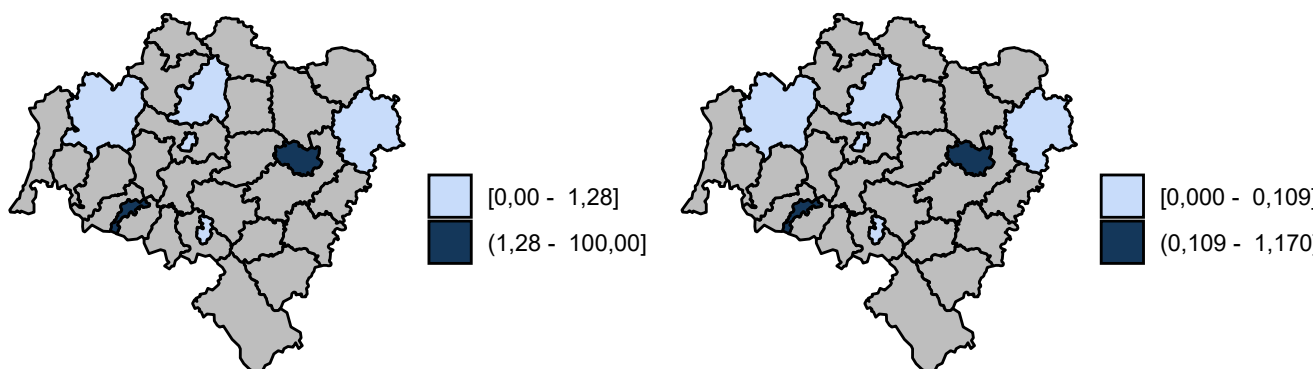 [0,00 - 1,28]
(1,28 - 100,00]
[0,000 - 0,109]
(0,109 - 1,170]